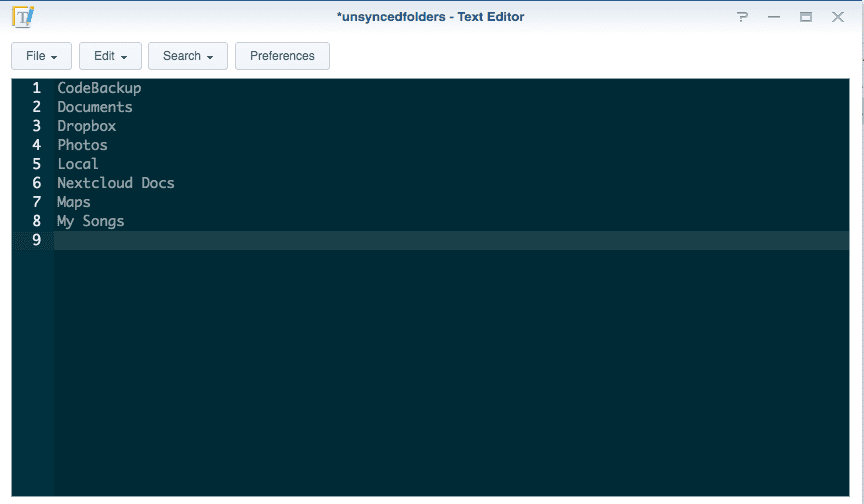 *unsyncedfolders - Text Editor
File Edit Search Preferences
1 CodeBackup
2 Documents
3 Dropbox
4 Photos
5 Local
6 Nextcloud Docs
7 Maps
8 My Songs
9